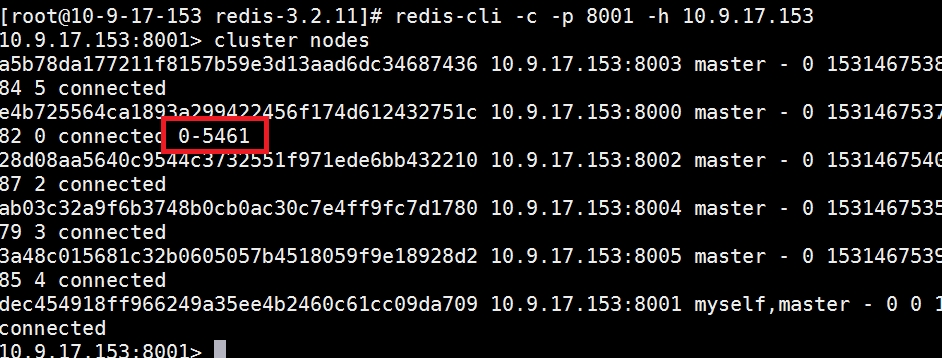 [root@10-9-17-153 redis-3.2.11]# redis-cli -c -p 8001 -h 10.9.17.153
10.9.17.153:8001> cluster nodes
a5b78da177211f8157b59e3d13aad6dc34687436 10.9.17.153:8003 master - 0 1531467538
84 5 connected
e4b725564ca1893a299422456f174d612432751c 10.9.17.153:8000 master - 0 1531467537
82 0 connected 0-5461
28d08aa5640c9544c3732551f971ede6bb432210 10.9.17.153:8002 master - 0 1531467540
87 2 connected
ab03c32a9f6b3748b0cb0ac30c7e4ff9fc7d1780 10.9.17.153:8004 master - 0 1531467535
79 3 connected
3a48c015681c32b0605057b4518059f9e18928d2 10.9.17.153:8005 master - 0 1531467539
85 4 connected
dec454918ff966249a35ee4b2460c61cc09da709 10.9.17.153:8001 myself,master - 0 0 1
connected
10.9.17.153:8001>